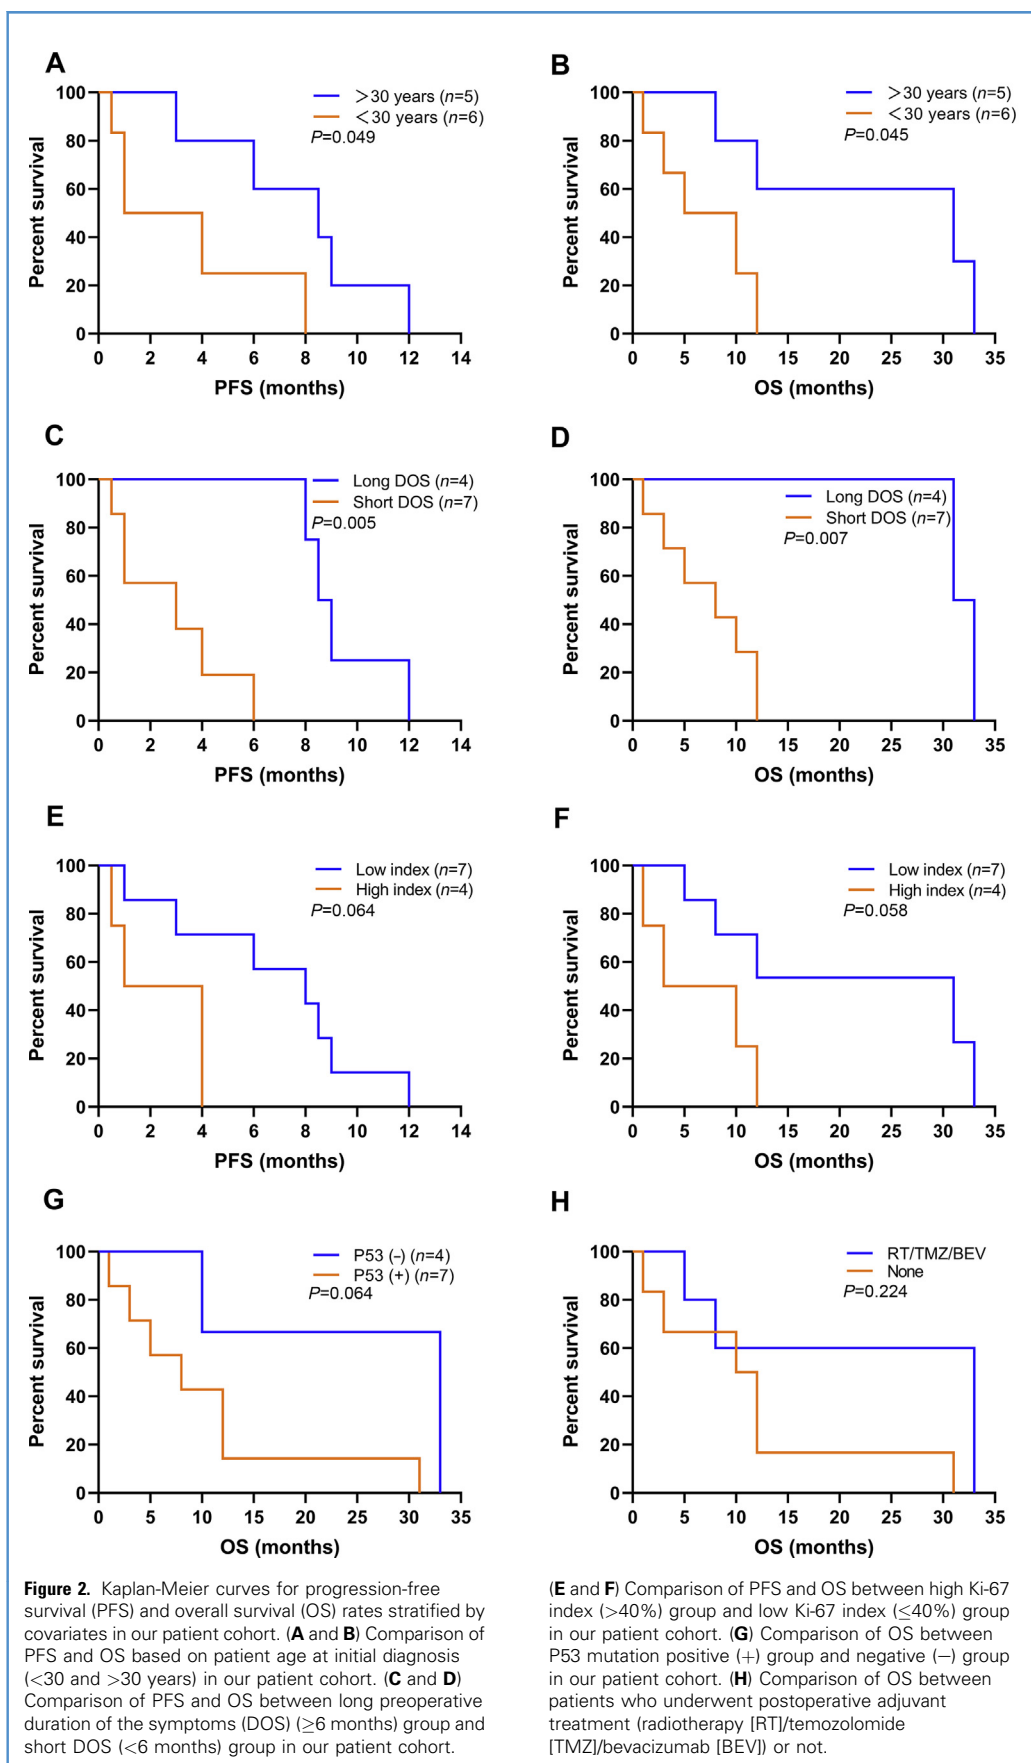 A
100
80
60
40
20
0
Percent survival
0 2 4 6 8 10 12 14
PFS (months)
>30 years (n=5)
<30 years (n=6)
P=0.049
B
100
80
60
40
20
0
Percent survival
0 5 10 15 20 25 30 35
OS (months)
>30 years (n=5)
<30 years (n=6)
P=0.045
C
100
80
60
40
20
0
Percent survival
0 2 4 6 8 10 12 14
PFS (months)
Long DOS (n=4)
Short DOS (n=7)
P=0.005
D
100
80
60
40
20
0
Percent survival
0 5 10 15 20 25 30 35
OS (months)
Long DOS (n=4)
Short DOS (n=7)
P=0.007
E
100
80
60
40
20
0
Percent survival
0 2 4 6 8 10 12 14
PFS (months)
Low index (n=7)
High index (n=4)
P=0.064
F
100
80
60
40
20
0
Percent survival
0 5 10 15 20 25 30 35
OS (months)
Low index (n=7)
High index (n=4)
P=0.058
G
100
80
60
40
20
0
Percent survival
0 5 10 15 20 25 30 35
OS (months)
P53 (–) (n=4)
P53 (+) (n=7)
P=0.064
H
100
80
60
40
20
0
Percent survival
0 5 10 15 20 25 30 35
OS (months)
RT/TMZ/BEV
None
P=0.224
Figure 2. Kaplan-Meier curves for progression-free
survival (PFS) and overall survival (OS) rates stratified by
covariates in our patient cohort. (A and B) Comparison of
PFS and OS based on patient age at initial diagnosis
(<30 and >30 years) in our patient cohort. (C and D)
Comparison of PFS and OS between long preoperative
duration of the symptoms (DOS) (≥6 months) group and
short DOS (<6 months) group in our patient cohort.
(E and F) Comparison of PFS and OS between high Ki-67
index (>40%) group and low Ki-67 index (≤40%) group
in our patient cohort. (G) Comparison of OS between
P53 mutation positive (+) group and negative (−) group
in our patient cohort. (H) Comparison of OS between
patients who underwent postoperative adjuvant
treatment (radiotherapy [RT]/temozolomide
[TMZ]/bevacizumab [BEV]) or not.